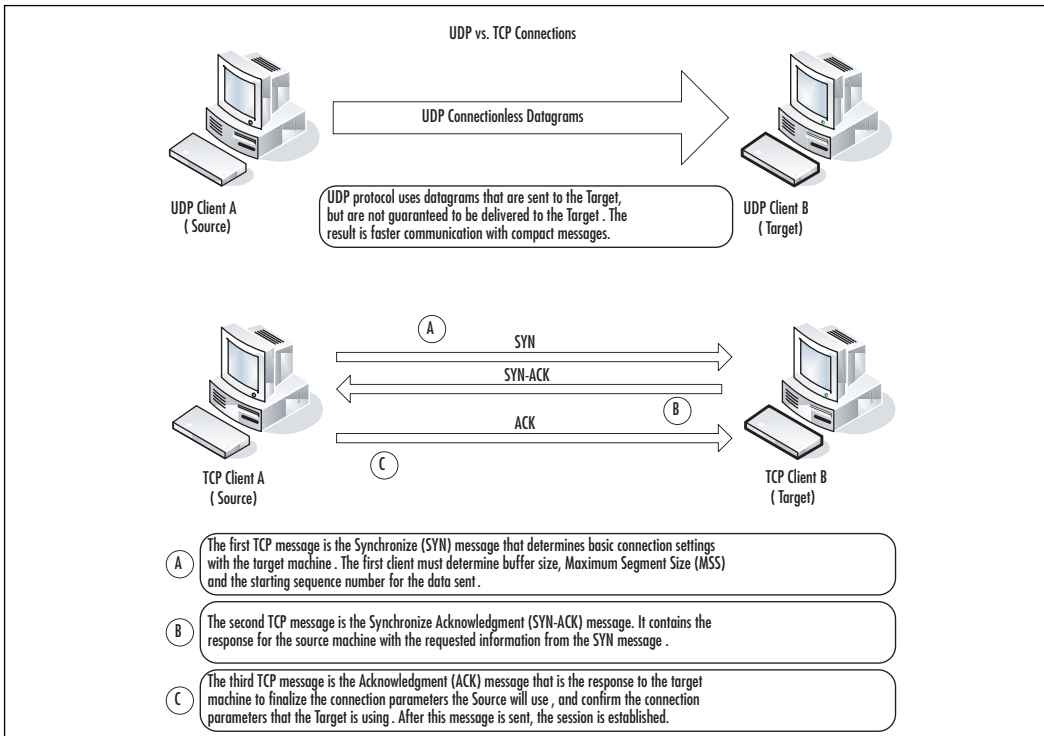 UDP vs. TCP Connections
UDP Connectionless Datagrams
UDP Client A
( Source)
UDP Client B
( Target)
UDP protocol uses datagrams that are sent to the Target,
but are not guaranteed to be delivered to the Target . The
result is faster communication with compact messages.
A
SYN
SYN-ACK
B
ACK
C
TCP Client A
( Source)
TCP Client B
( Target)
A
The first TCP message is the Synchronize (SYN) message that determines basic connection settings
with the target machine . The first client must determine buffer size, Maximum Segment Size (MSS)
and the starting sequence number for the data sent .
B
The second TCP message is the Synchronize Acknowledgment (SYN-ACK) message. It contains the
response for the source machine with the requested information from the SYN message .
C
The third TCP message is the Acknowledgment (ACK) message that is the response to the target
machine to finalize the connection parameters the Source will use , and confirm the connection
parameters that the Target is using . After this message is sent, the session is established.